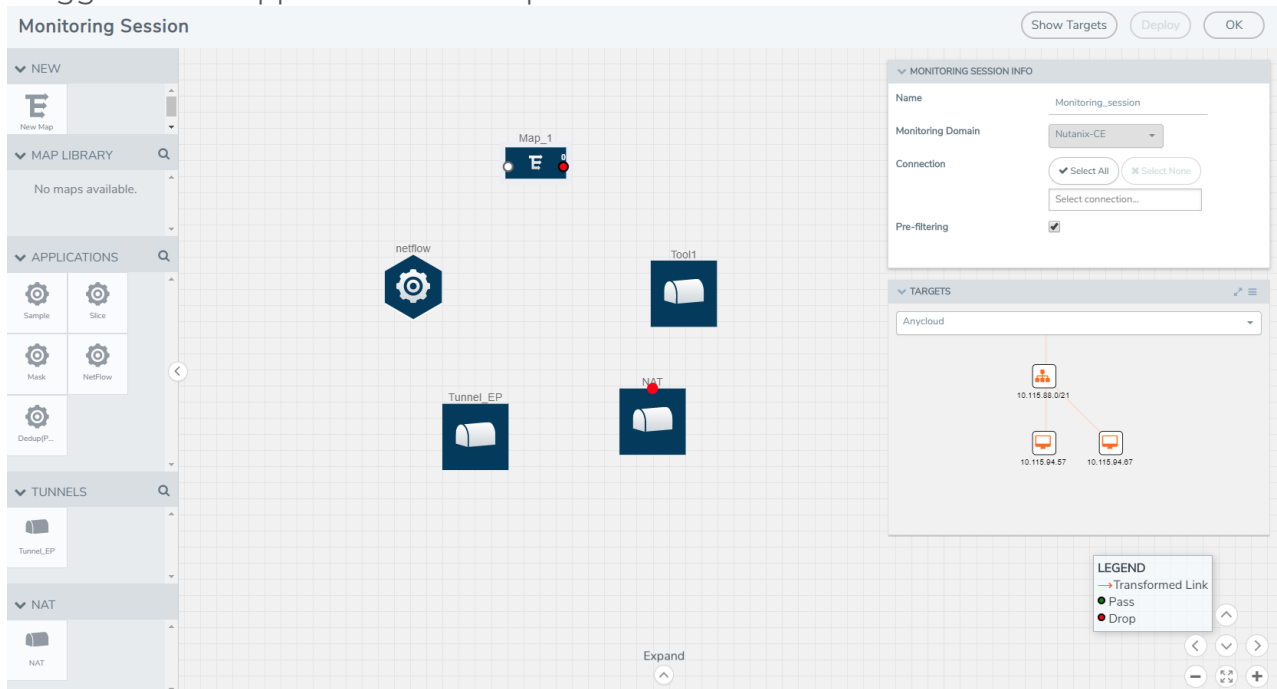 Monitoring Session
Show Targets
Deploy
OK
NEW
New Map
MAP LIBRARY
No maps available.
APPLICATIONS
Sample
Slice
Mask
NetFlow
Dedup(P...
TUNNELS
Tunnel_EP
NAT
NAT
Map_1
0
netflow
Tool1
Tunnel_EP
NAT
Expand
MONITORING SESSION INFO
Name
Monitoring_session
Monitoring Domain
Nutanix-CE
Connection
Select All
Select None
Select connection...
Pre-filtering
TARGETS
Anycloud
10.115.88.0/21
10.115.94.57
10.115.94.67
LEGEND
Transformed Link
Pass
Drop